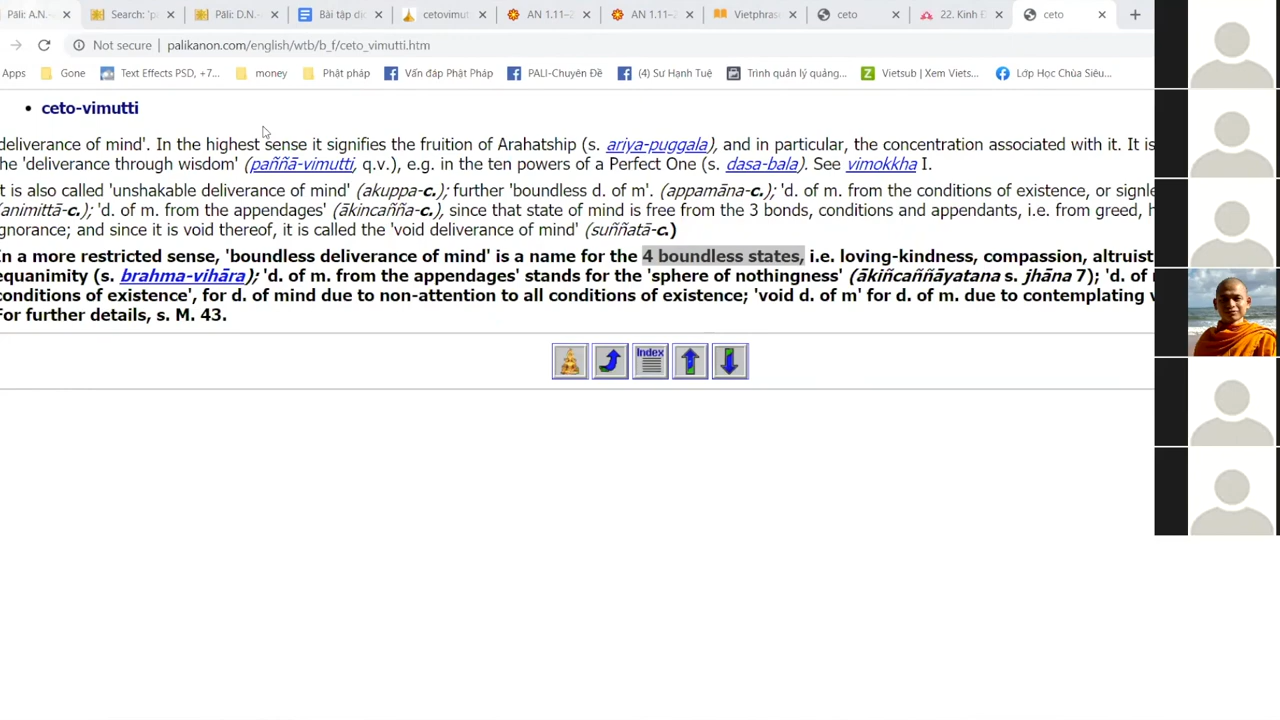 Pāli: A.N.
Search: 'p
Pāli: D.N.
Bài tập dị
cetovimut
AN 1.11–2
AN 1.11–2
Vietphras
ceto
22. Kinh Đ
ceto
Not secure
palikanon.com/english/wtb/b_f/ceto_vimutti.htm
Apps
Gone
Text Effects PSD, +7...
money
Phật pháp
Vấn đáp Phật Pháp
PALI-Chuyên Đề
(4) Sư Hạnh Tuệ
Trình quản lý quảng...
Vietsub | Xem Viets...
Lớp Học Chùa Siêu...
• ceto-vimutti
deliverance of mind'. In the highest sense it signifies the fruition of Arahatship (s. ariya-puggala), and in particular, the concentration associated with it. It is
he 'deliverance through wisdom' (paññā-vimutti, q.v.), e.g. in the ten powers of a Perfect One (s. dasa-bala). See vimokkha I.
t is also called 'unshakable deliverance of mind' (akuppa-c.); further 'boundless d. of m'. (appamāna-c.); 'd. of m. from the conditions of existence, or signle
(animittā-c.); 'd. of m. from the appendages' (ākincañña-c.), since that state of mind is free from the 3 bonds, conditions and appendants, i.e. from greed, h
gnorance; and since it is void thereof, it is called the 'void deliverance of mind' (suññatā-c.)
n a more restricted sense, 'boundless deliverance of mind' is a name for the 4 boundless states, i.e. loving-kindness, compassion, altruist
equanimity (s. brahma-vihāra); 'd. of m. from the appendages' stands for the 'sphere of nothingness' (ākiñcaññāyatana s. jhāna 7); 'd. of
conditions of existence', for d. of mind due to non-attention to all conditions of existence; 'void d. of m' for d. of m. due to contemplating v
For further details, s. M. 43.
Index